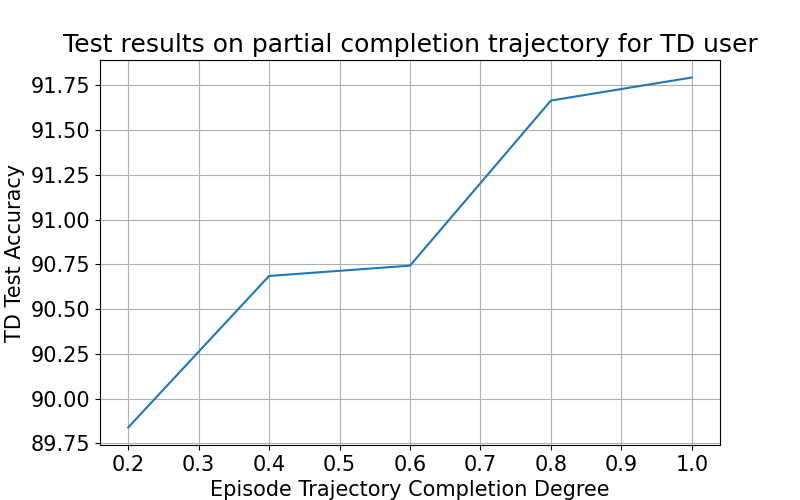 Test results on partial completion trajectory for TD user
TD Test Accuracy
91.75
91.50
91.25
91.00
90.75
90.50
90.25
90.00
89.75
0.2 0.3 0.4 0.5 0.6 0.7 0.8 0.9 1.0
Episode Trajectory Completion Degree